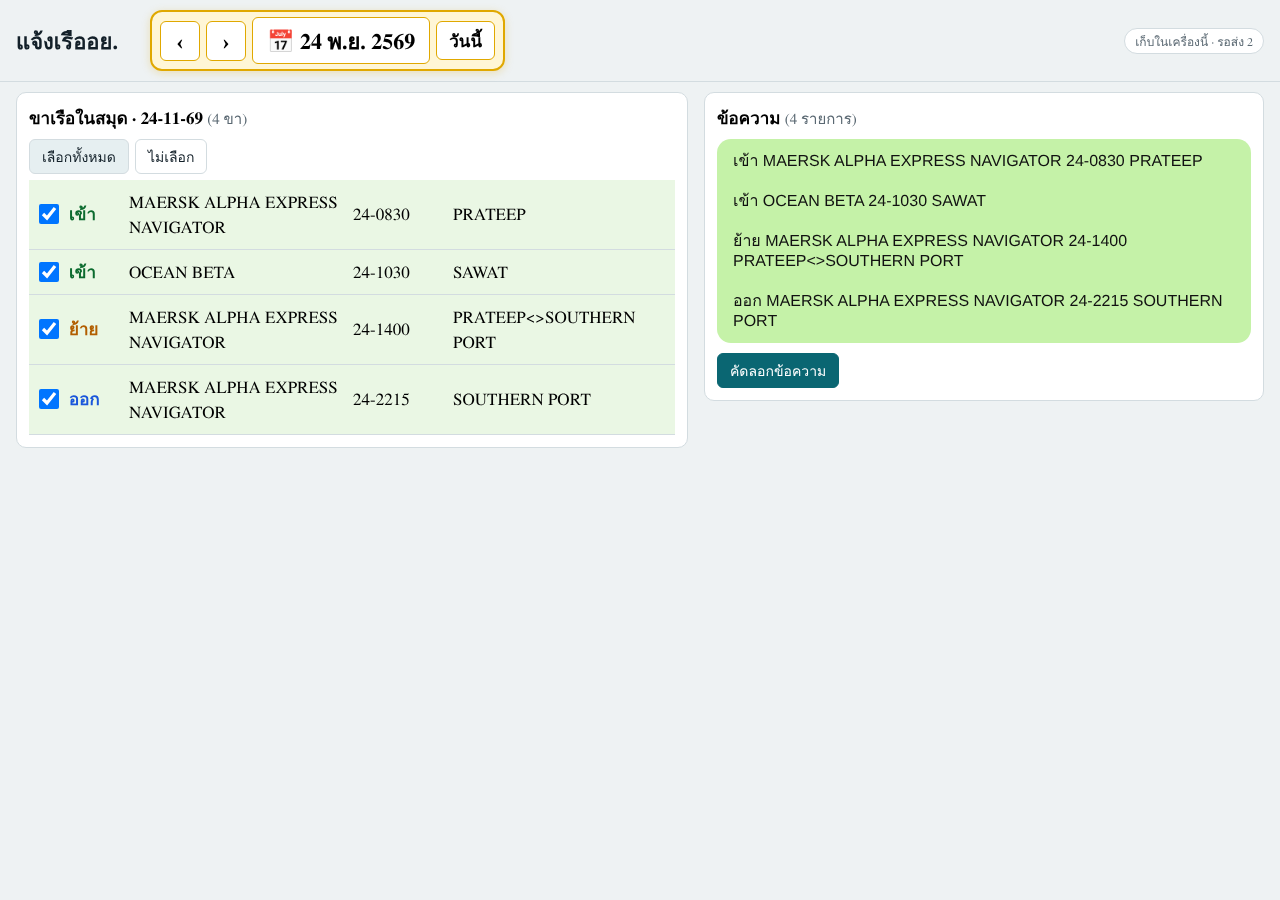 แจ้งเรืออย.
‹ › 📅 24 พ.ย. 2569 วันนี้
เก็บในเครื่องนี้ · รอส่ง 2
ขาเรือในสมุด · 24-11-69 (4 ขา)
เลือกทั้งหมด ไม่เลือก
เข้า MAERSK ALPHA EXPRESS NAVIGATOR 24-0830 PRATEEP
เข้า OCEAN BETA 24-1030 SAWAT
ย้าย MAERSK ALPHA EXPRESS NAVIGATOR 24-1400 PRATEEP<>SOUTHERN PORT
ออก MAERSK ALPHA EXPRESS NAVIGATOR 24-2215 SOUTHERN PORT
ข้อความ (4 รายการ)
เข้า MAERSK ALPHA EXPRESS NAVIGATOR 24-0830 PRATEEP
เข้า OCEAN BETA 24-1030 SAWAT
ย้าย MAERSK ALPHA EXPRESS NAVIGATOR 24-1400
PRATEEP<>SOUTHERN PORT
ออก MAERSK ALPHA EXPRESS NAVIGATOR 24-2215 SOUTHERN
PORT
คัดลอกข้อความ